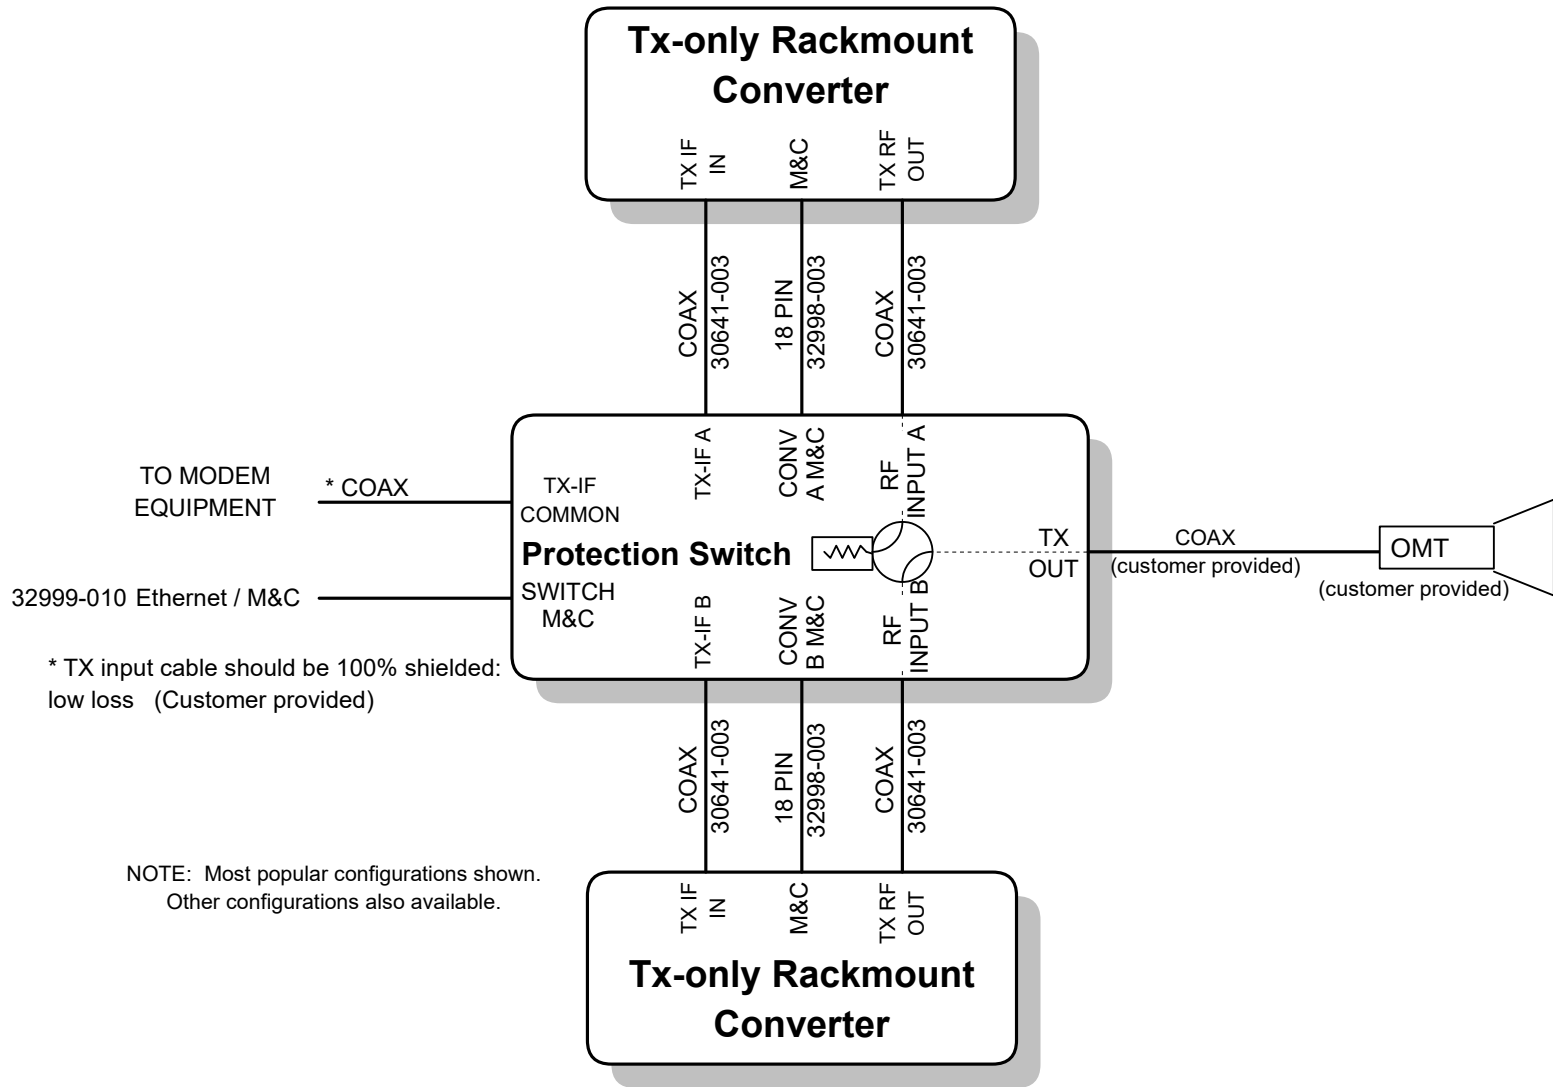 Tx-only Rackmount
Converter
TX IF
IN
M&C
TX RF
OUT
COAX
30641-003
18 PIN
32998-003
COAX
30641-003
TO MODEM
EQUIPMENT
* COAX
TX-IF
COMMON
TX-IF A
CONV
A M&C
RF
INPUT A
Protection Switch
TX
OUT
COAX
(customer provided)
OMT
(customer provided)
32999-010 Ethernet / M&C
SWITCH
M&C
TX-IF B
CONV
B M&C
RF
INPUT B
* TX input cable should be 100% shielded:
low loss (Customer provided)
COAX
30641-003
18 PIN
32998-003
COAX
30641-003
NOTE: Most popular configurations shown.
Other configurations also available.
TX IF
IN
M&C
TX RF
OUT
Tx-only Rackmount
Converter